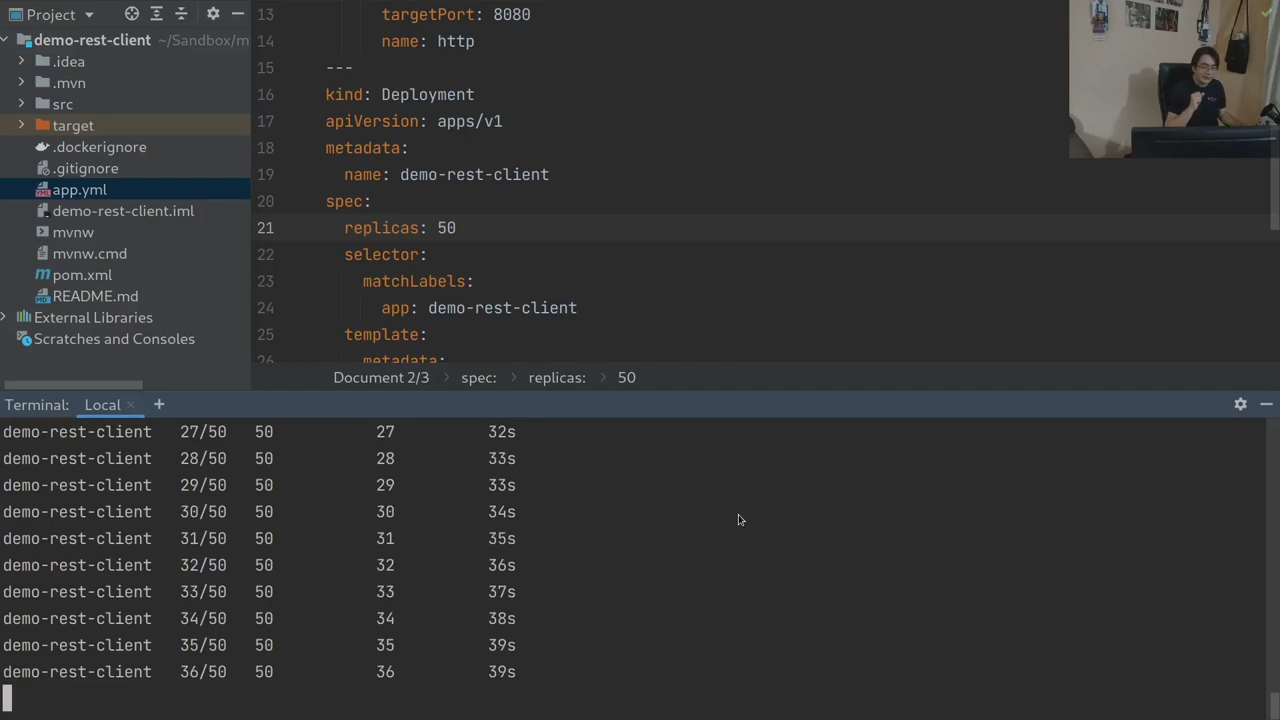 Project
demo-rest-client ~/Sandbox/m
.idea
.mvn
src
target
.dockerignore
.gitignore
app.yml
demo-rest-client.iml
mvnw
mvnw.cmd
pom.xml
README.md
External Libraries
Scratches and Consoles
13 targetPort: 8080
14 name: http
15 ---
16 kind: Deployment
17 apiVersion: apps/v1
18 metadata:
19 name: demo-rest-client
20 spec:
21 replicas: 50
22 selector:
23 matchLabels:
24 app: demo-rest-client
25 template:
26 metadata:
Document 2/3 spec: replicas: 50
Terminal: Local × +
demo-rest-client 27/50 50 27 32s
demo-rest-client 28/50 50 28 33s
demo-rest-client 29/50 50 29 33s
demo-rest-client 30/50 50 30 34s
demo-rest-client 31/50 50 31 35s
demo-rest-client 32/50 50 32 36s
demo-rest-client 33/50 50 33 37s
demo-rest-client 34/50 50 34 38s
demo-rest-client 35/50 50 35 39s
demo-rest-client 36/50 50 36 39s